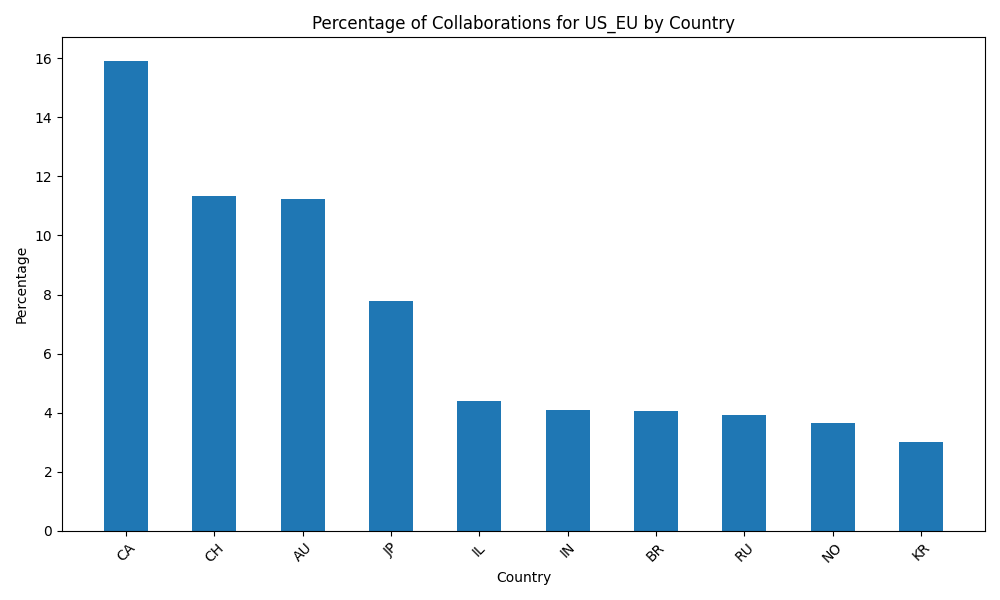 Percentage of Collaborations for US_EU by Country
Percentage
16
14
12
10
8
6
4
2
0
CA CH AU JP IL IN BR RU NO KR
Country